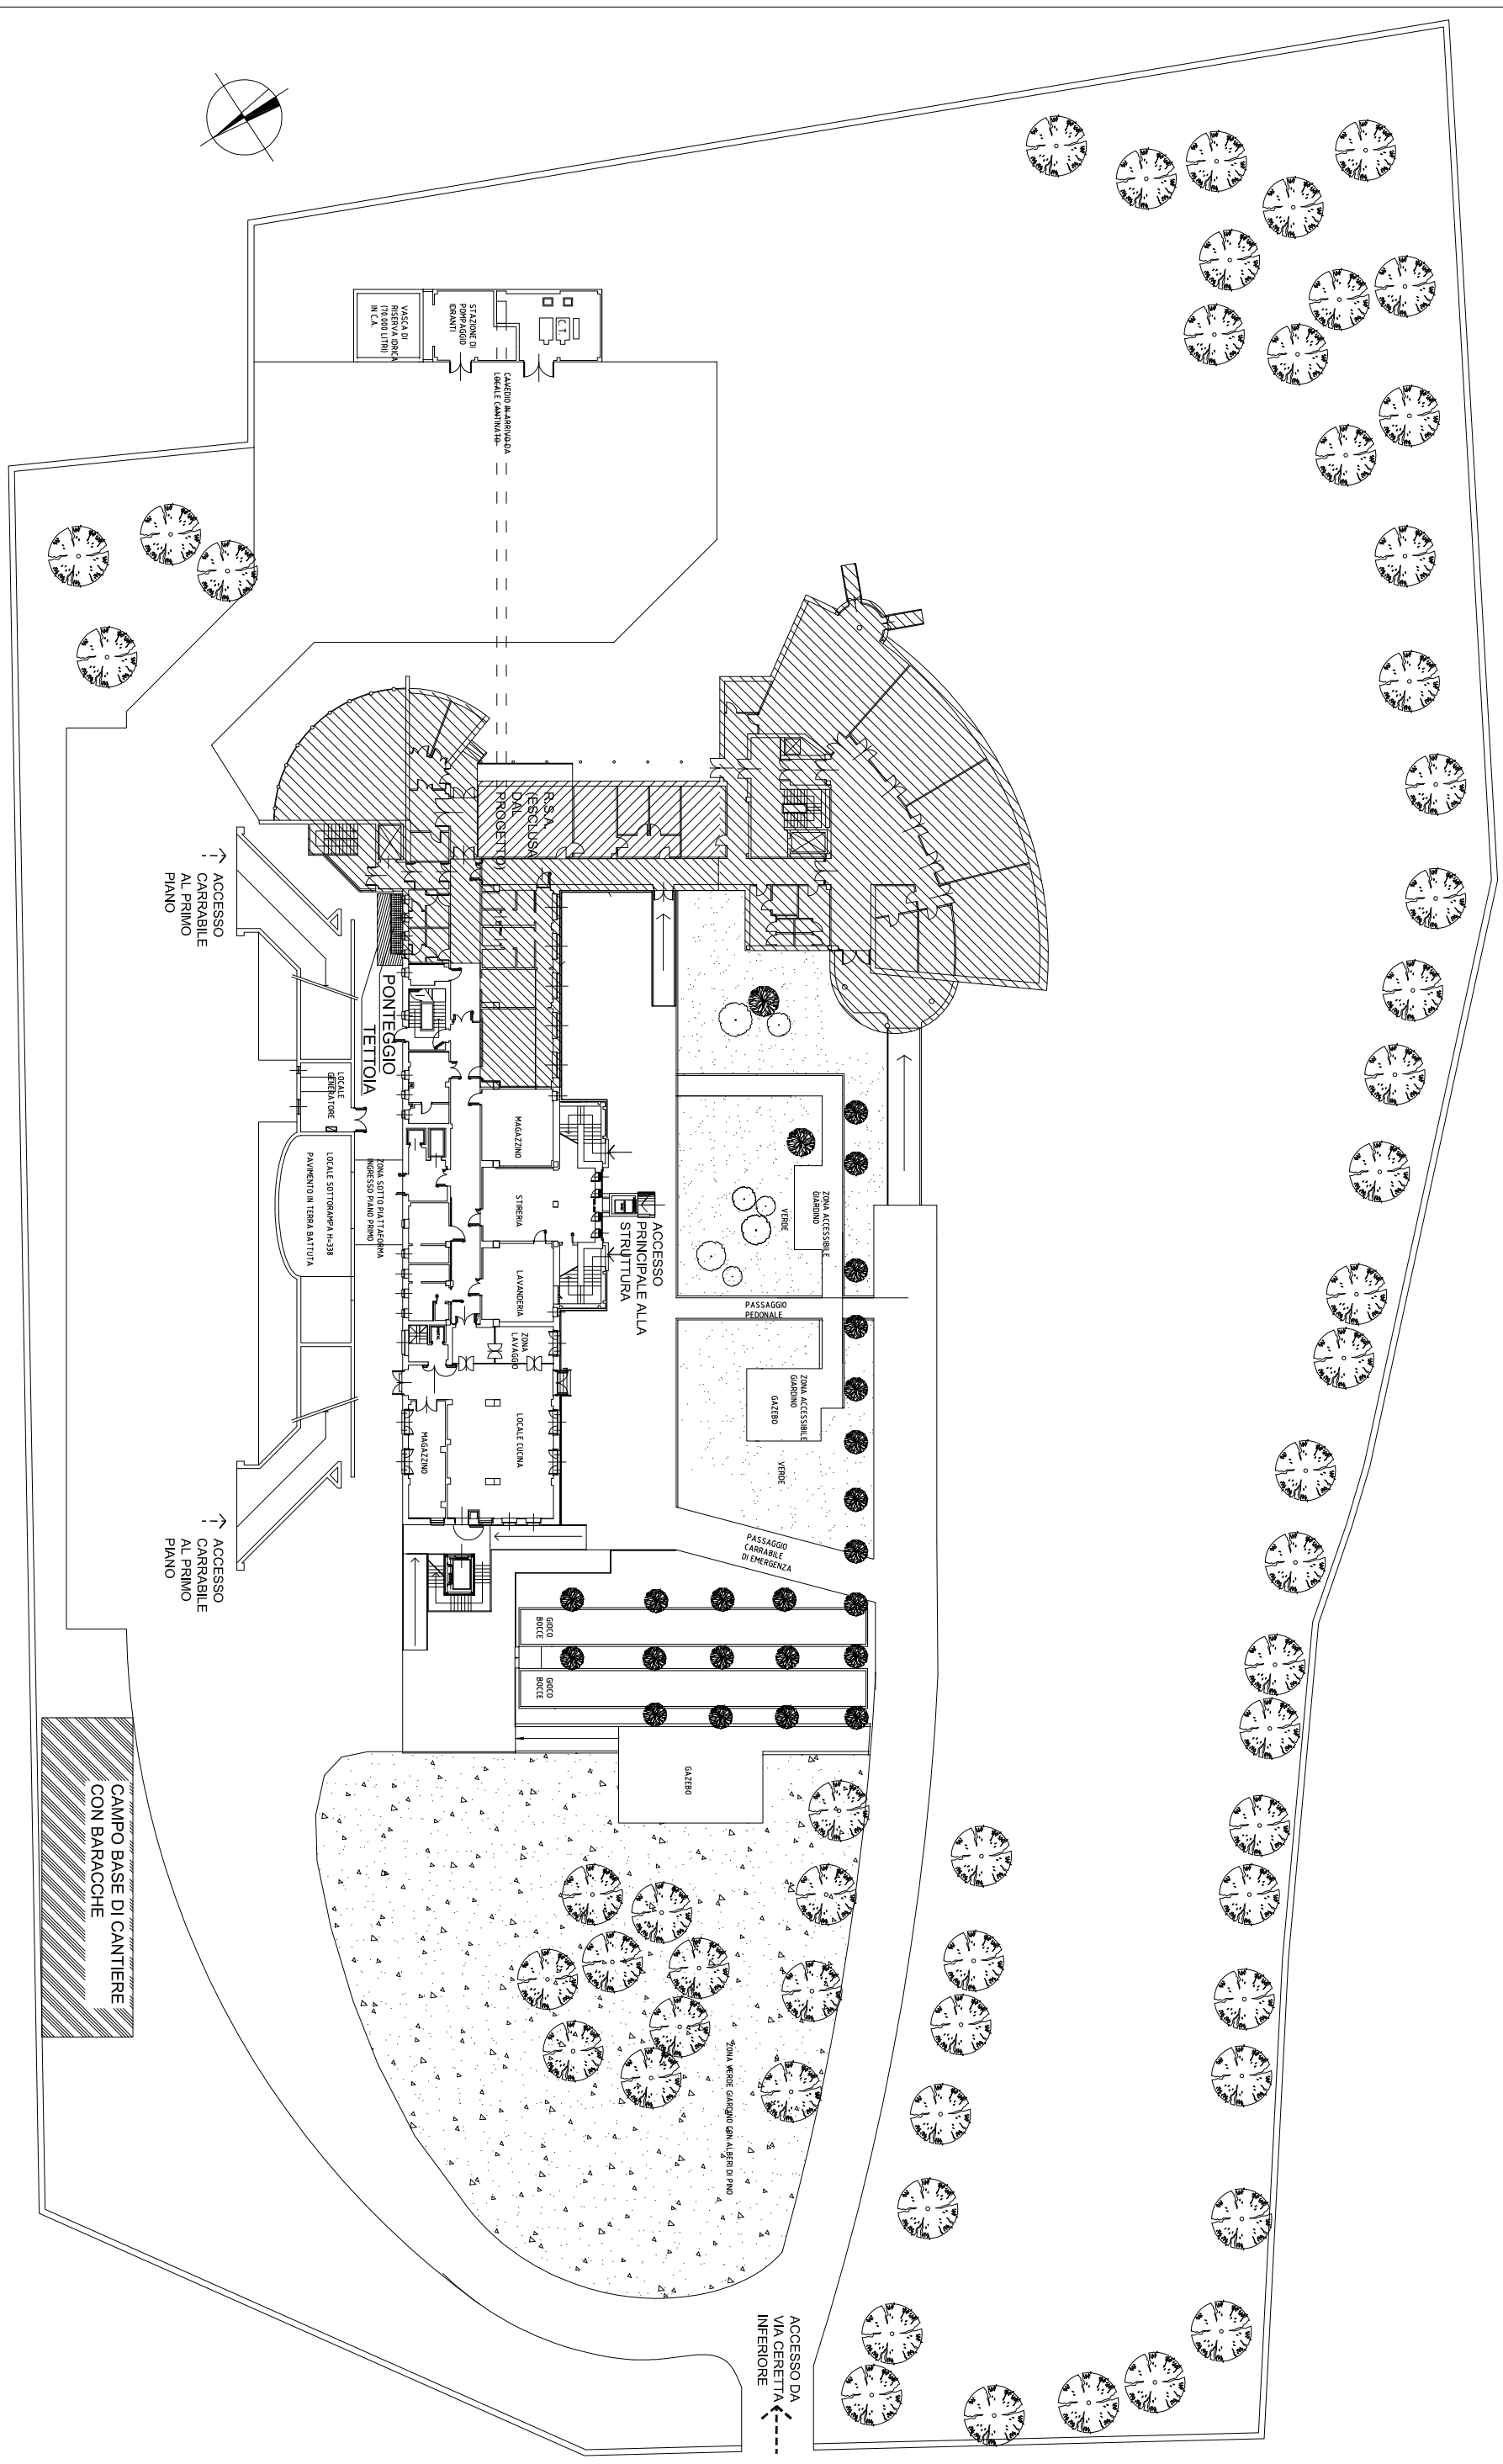 C.T.
STAZIONE DI
POMPAGGIO
IDRANTI
VASCA DI
RISERVA IDRICA
(70.000 LITRI)
IN C.A.
CAVEDIO IN ARRIVO DA
LOCALE CANTINATO
R.S.A.
(ESCLUSA
DAL
PROGETTO)
ACCESSO
CARRABILE
AL PRIMO
PIANO
PONTEGGIO
TETTOIA
LOCALE
GENERATORE
LOCALE SOTTORAMPA H=338
PAVIMENTO IN TERRA BATTUTA
ZONA SOTTO PIATTAFORMA
INGRESSO PIANO PRIMO
MAGAZZINO
STIRERIA
LAVANDERIA
ZONA
LAVAGGIO
LOCALE CUCINA
MAGAZZINO
ACCESSO
PRINCIPALE ALLA
STRUTTURA
ZONA ACCESSIBILE
GIARDINO
VERDE
PASSAGGIO
PEDONALE
ZONA ACCESSIBILE
GIARDINO
GAZEBO
VERDE
PASSAGGIO
CARRABILE
DI EMERGENZA
ACCESSO
CARRABILE
AL PRIMO
PIANO
GIOCO
BOCCE
GIOCO
BOCCE
GAZEBO
CAMPO BASE DI CANTIERE
CON BARACCHE
ZONA VERDE GIARDINO CON ALBERI DI PINO
ACCESSO DA
VIA CERETTA
INFERIORE